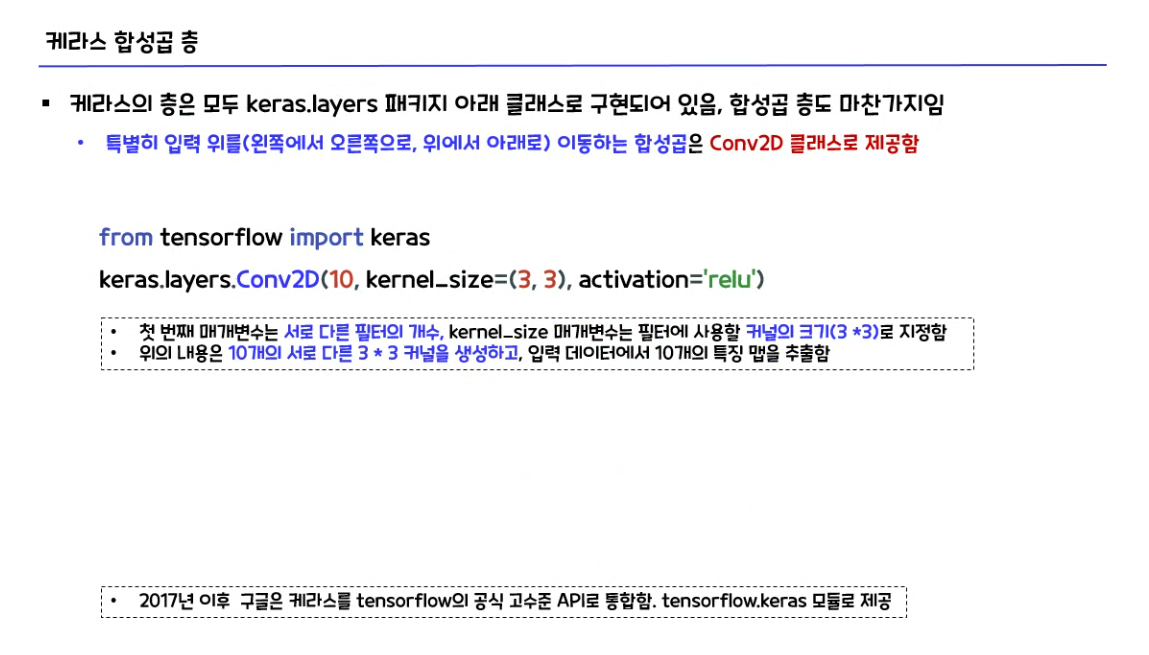 케라스 합성곱 층
▪ 케라스의 층은 모두 keras.layers 패키지 아래 클래스로 구현되어 있음, 합성곱 층도 마찬가지임
• 특별히 입력 위를(왼쪽에서 오른쪽으로, 위에서 아래로) 이동하는 합성곱은 Conv2D 클래스로 제공함
from tensorflow import keras
keras.layers.Conv2D(10, kernel_size=(3, 3), activation='relu')
• 첫 번째 매개변수는 서로 다른 필터의 개수, kernel_size 매개변수는 필터에 사용할 커널의 크기(3 *3)로 지정함
• 위의 내용은 10개의 서로 다른 3 * 3 커널을 생성하고, 입력 데이터에서 10개의 특징 맵을 추출함
• 2017년 이후 구글은 케라스를 tensorflow의 공식 고수준 API로 통합함. tensorflow.keras 모듈로 제공